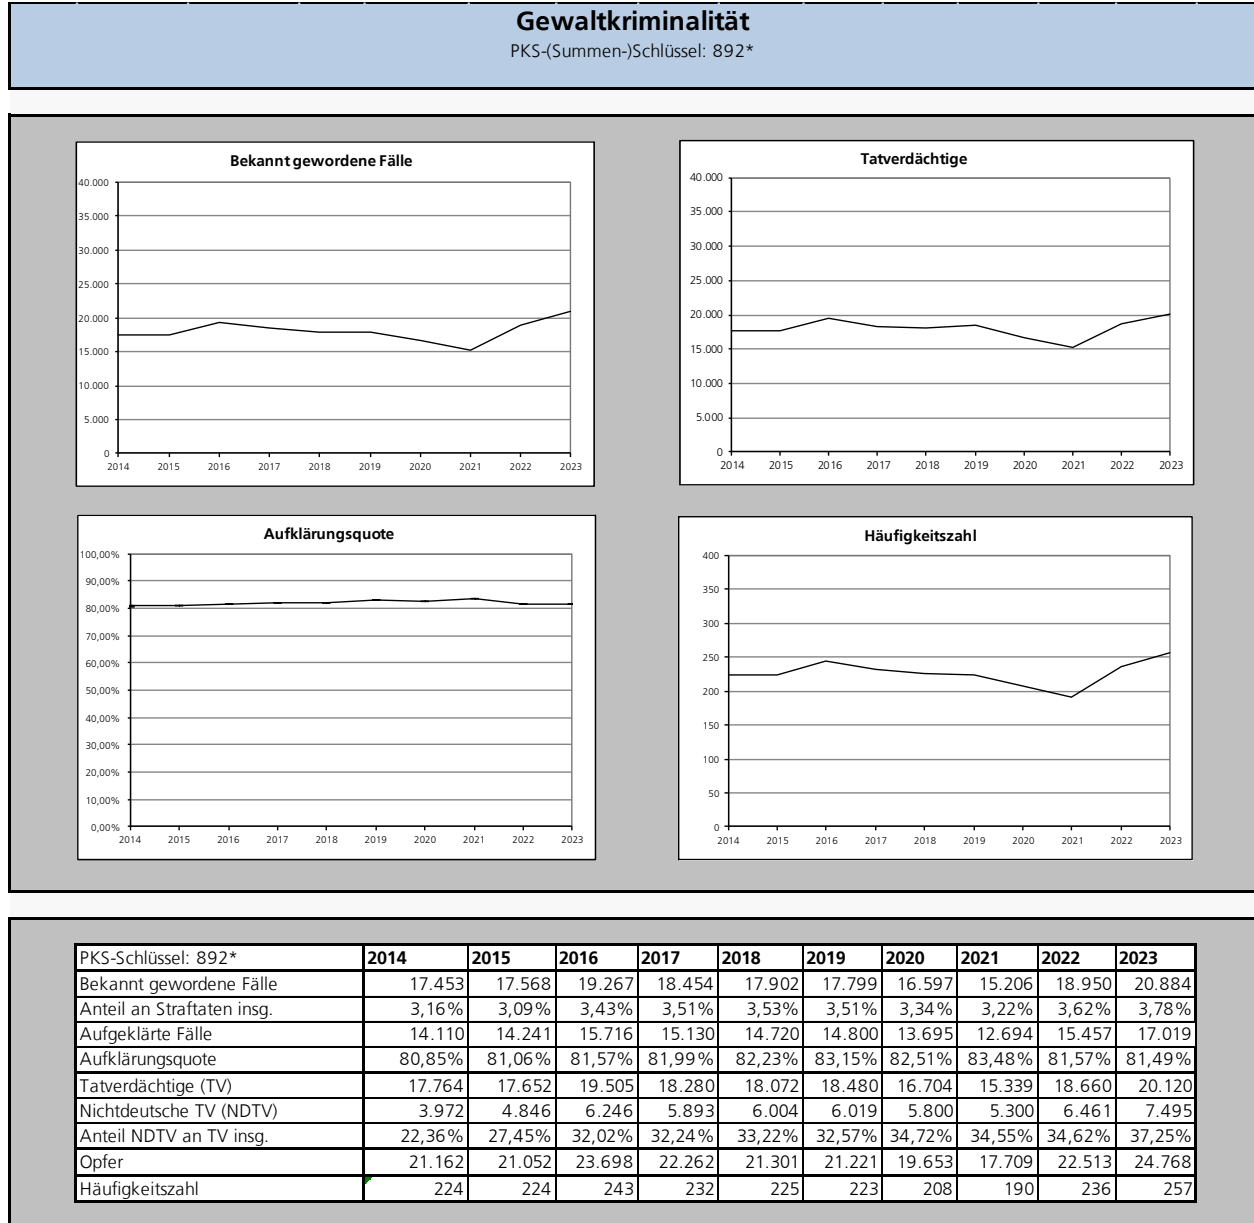 Gewaltkriminalität
PKS-(Summen-)Schlüssel: 892*
Bekannt gewordene Fälle
40.000
35.000
30.000
25.000
20.000
15.000
10.000
5.000
0
2014 2015 2016 2017 2018 2019 2020 2021 2022 2023
Tatverdächtige
40.000
35.000
30.000
25.000
20.000
15.000
10.000
5.000
0
2014 2015 2016 2017 2018 2019 2020 2021 2022 2023
Aufklärungsquote
100,00%
90,00%
80,00%
70,00%
60,00%
50,00%
40,00%
30,00%
20,00%
10,00%
0,00%
2014 2015 2016 2017 2018 2019 2020 2021 2022 2023
Häufigkeitszahl
400
350
300
250
200
150
100
50
0
2014 2015 2016 2017 2018 2019 2020 2021 2022 2023
PKS-Schlüssel: 892* 2014 2015 2016 2017 2018 2019 2020 2021 2022 2023
Bekannt gewordene Fälle 17.453 17.568 19.267 18.454 17.902 17.799 16.597 15.206 18.950 20.884
Anteil an Straftaten insg. 3,16% 3,09% 3,43% 3,51% 3,53% 3,51% 3,34% 3,22% 3,62% 3,78%
Aufgeklärte Fälle 14.110 14.241 15.716 15.130 14.720 14.800 13.695 12.694 15.457 17.019
Aufklärungsquote 80,85% 81,06% 81,57% 81,99% 82,23% 83,15% 82,51% 83,48% 81,57% 81,49%
Tatverdächtige (TV) 17.764 17.652 19.505 18.280 18.072 18.480 16.704 15.339 18.660 20.120
Nichtdeutsche TV (NDTV) 3.972 4.846 6.246 5.893 6.004 6.019 5.800 5.300 6.461 7.495
Anteil NDTV an TV insg. 22,36% 27,45% 32,02% 32,24% 33,22% 32,57% 34,72% 34,55% 34,62% 37,25%
Opfer 21.162 21.052 23.698 22.262 21.301 21.221 19.653 17.709 22.513 24.768
Häufigkeitszahl 224 224 243 232 225 223 208 190 236 257